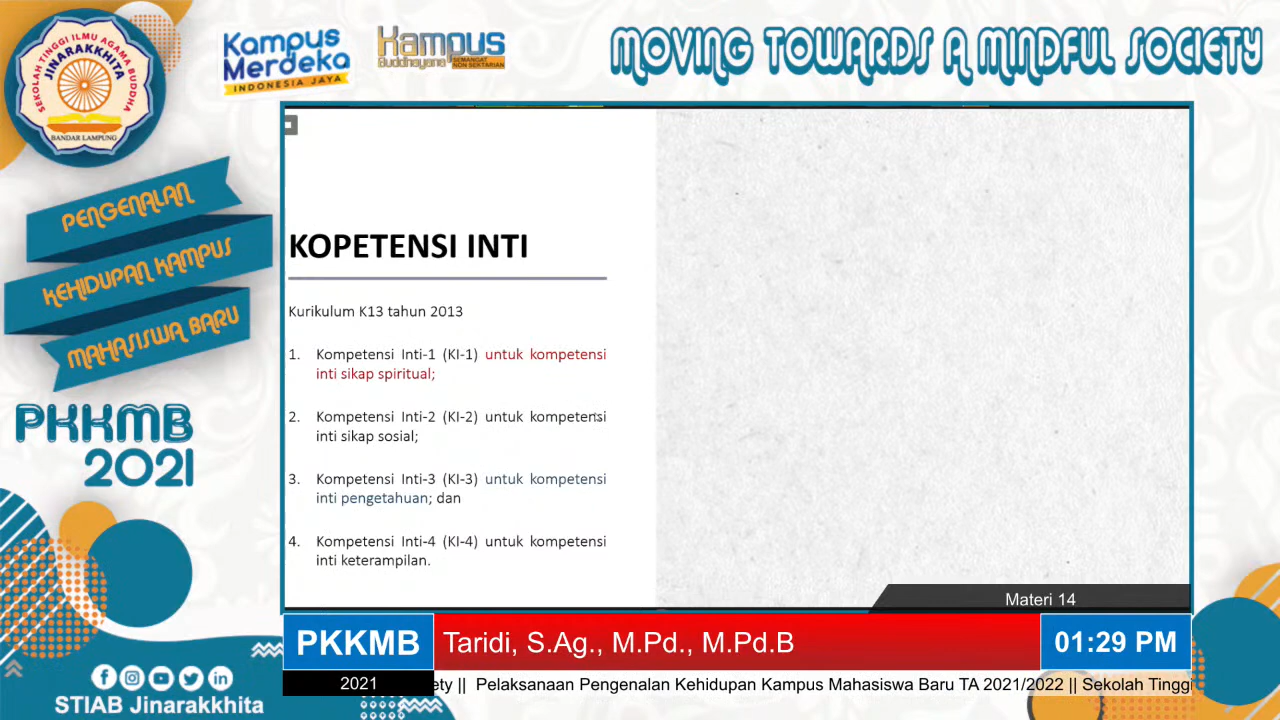 SEKOLAH TINGGI ILMU AGAMA BUDDHA
JINARAKKHITA
BANDAR LAMPUNG
Kampus
Merdeka
INDONESIA JAYA
Kampus
Buddhayana
SEMANGAT
NON SEKTARIAN
MOVING TOWARDS A MINDFUL SOCIETY
PENGENALAN
KEHIDUPAN KAMPUS
MAHASISWA BARU
PKKMB
2021
KOPETENSI INTI
Kurikulum K13 tahun 2013
1. Kompetensi Inti-1 (KI-1) untuk kompetensi
inti sikap spiritual;
2. Kompetensi Inti-2 (KI-2) untuk kompetensi
inti sikap sosial;
3. Kompetensi Inti-3 (KI-3) untuk kompetensi
inti pengetahuan; dan
4. Kompetensi Inti-4 (KI-4) untuk kompetensi
inti keterampilan.
Materi 14
PKKMB
Taridi, S.Ag., M.Pd., M.Pd.B
01:29 PM
2021
ety || Pelaksanaan Pengenalan Kehidupan Kampus Mahasiswa Baru TA 2021/2022 || Sekolah Tinggi
STIAB Jinarakkhita